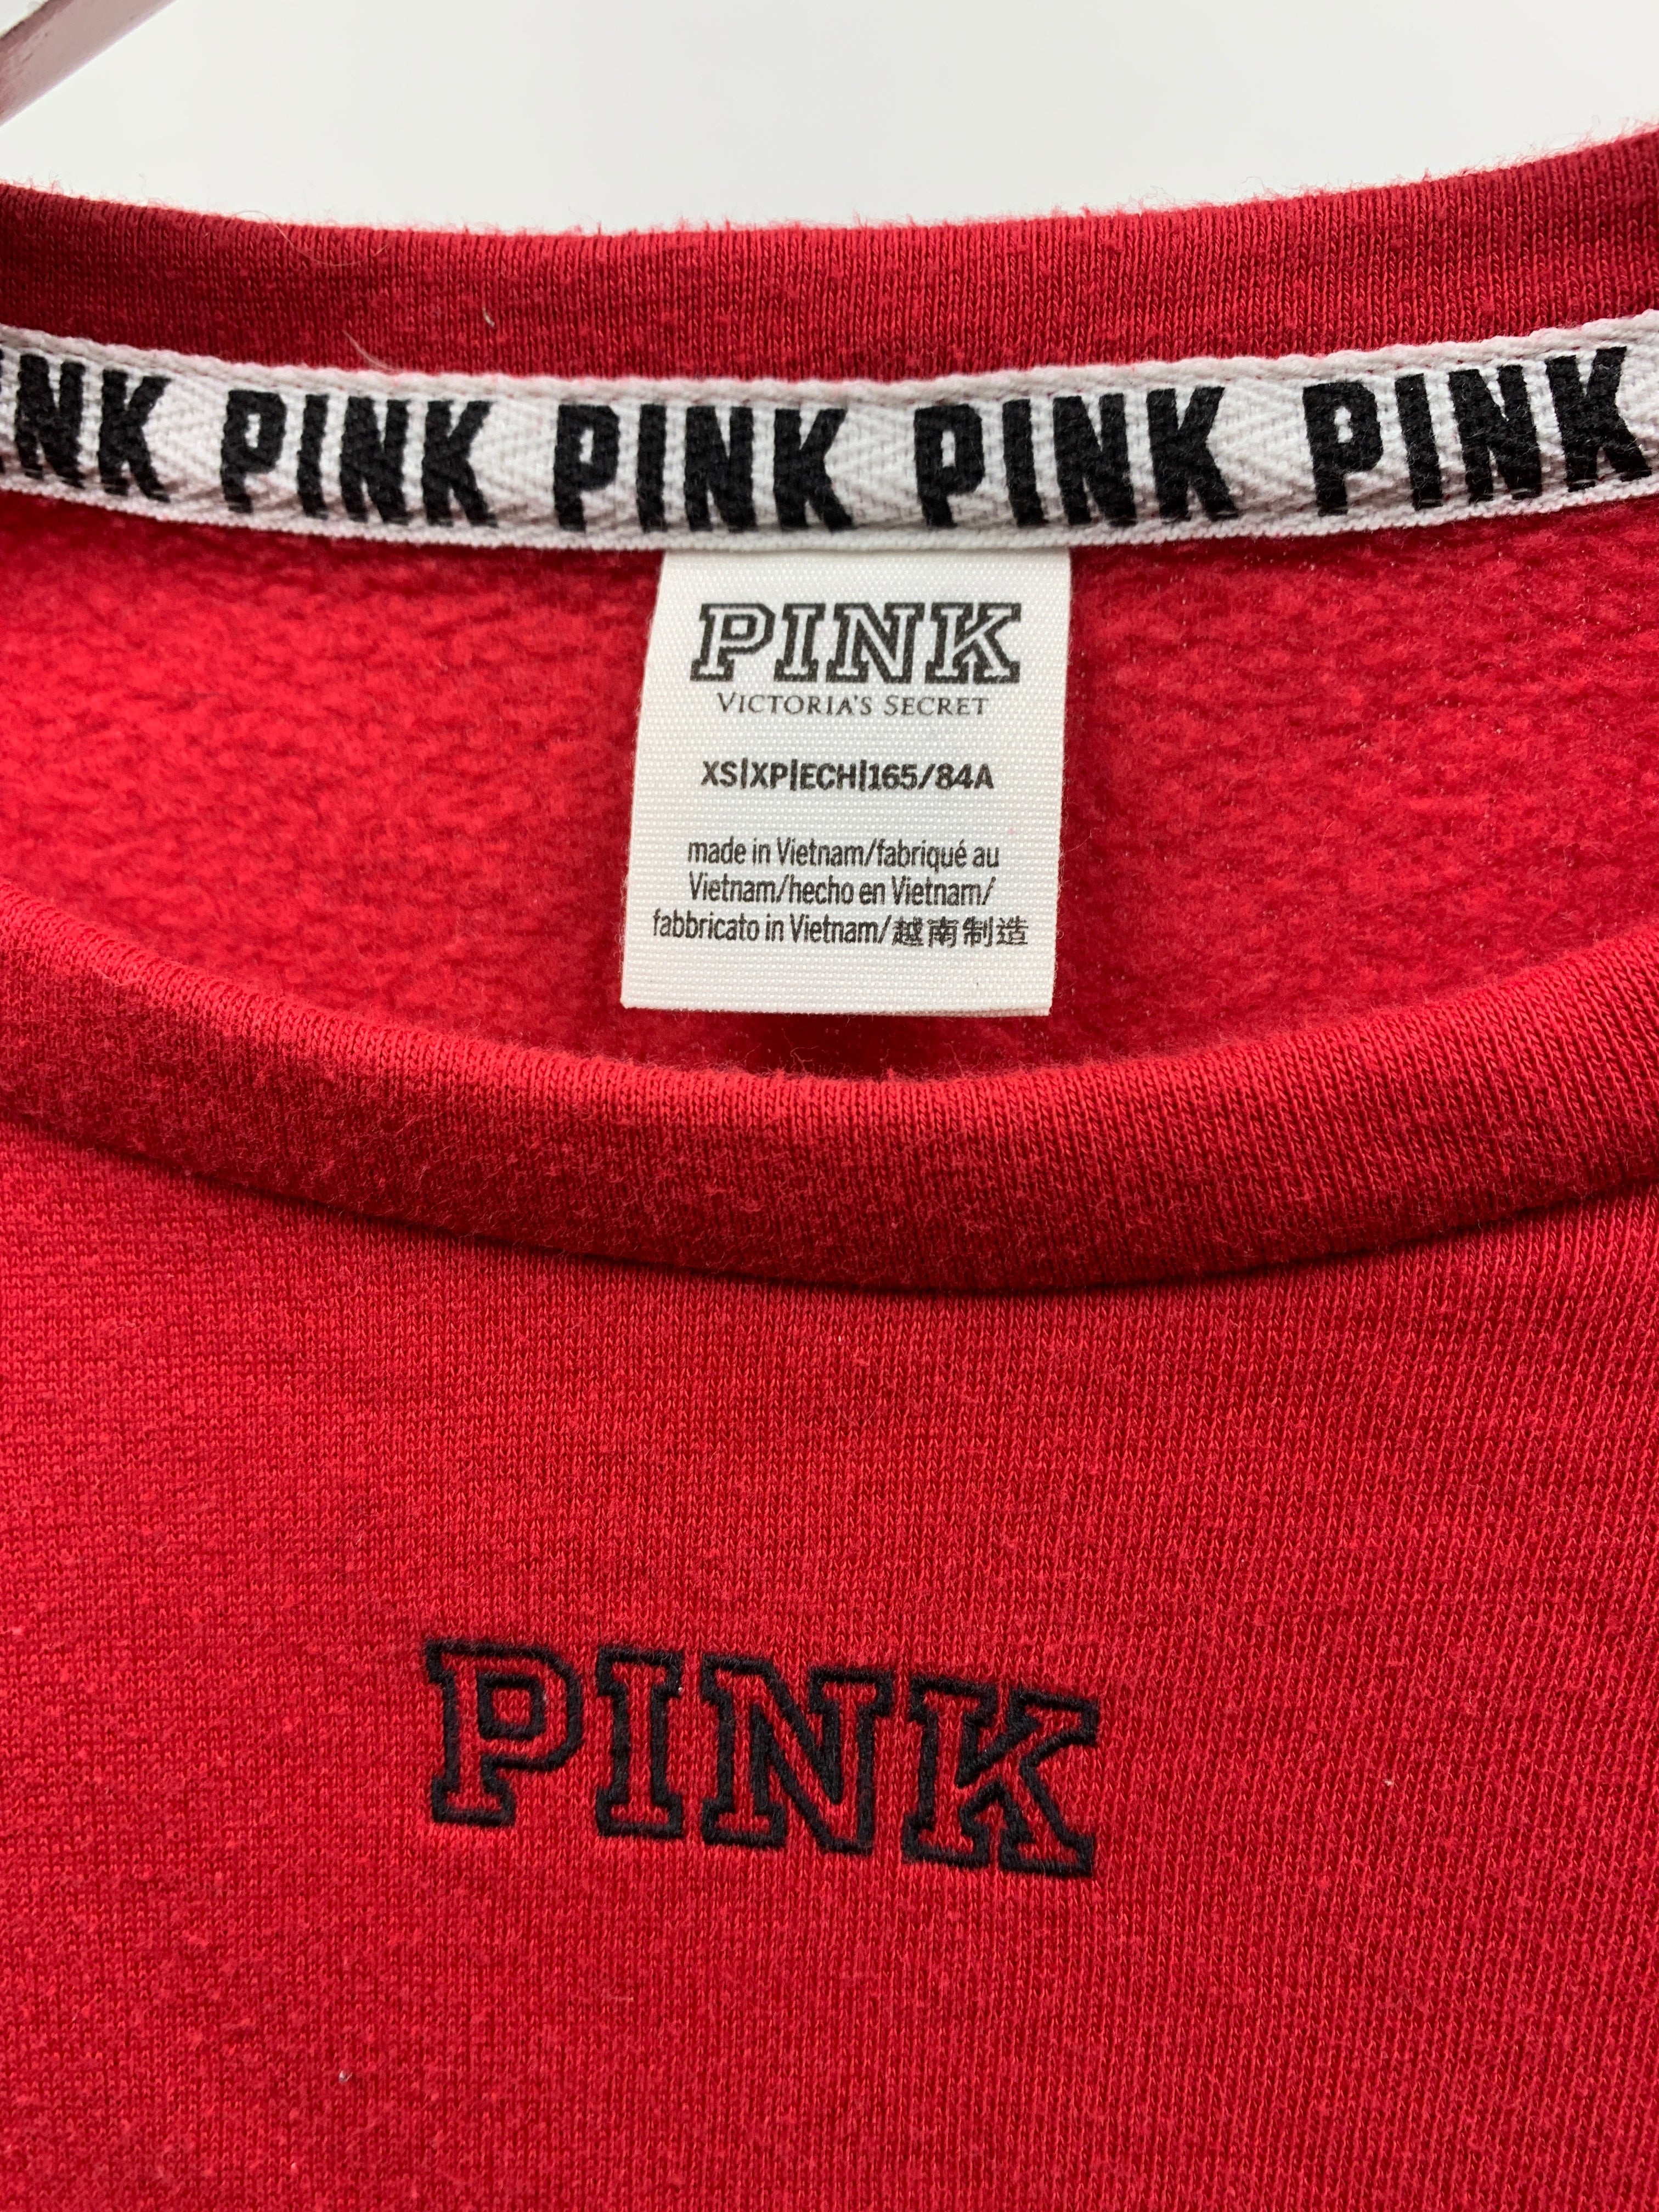 PINK PINK PINK PINK
PINK
VICTORIA'S SECRET
XS|XP|ECH|165/84A
made in Vietnam/fabriqué au
Vietnam/hecho en Vietnam/
fabbricato in Vietnam/越南制造
PINK